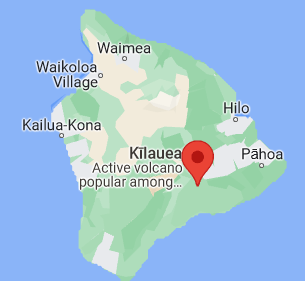 Waimea
Waikoloa
Village
Hilo
Kailua-Kona
Kīlauea
Pāhoa
Active volcano
popular among...